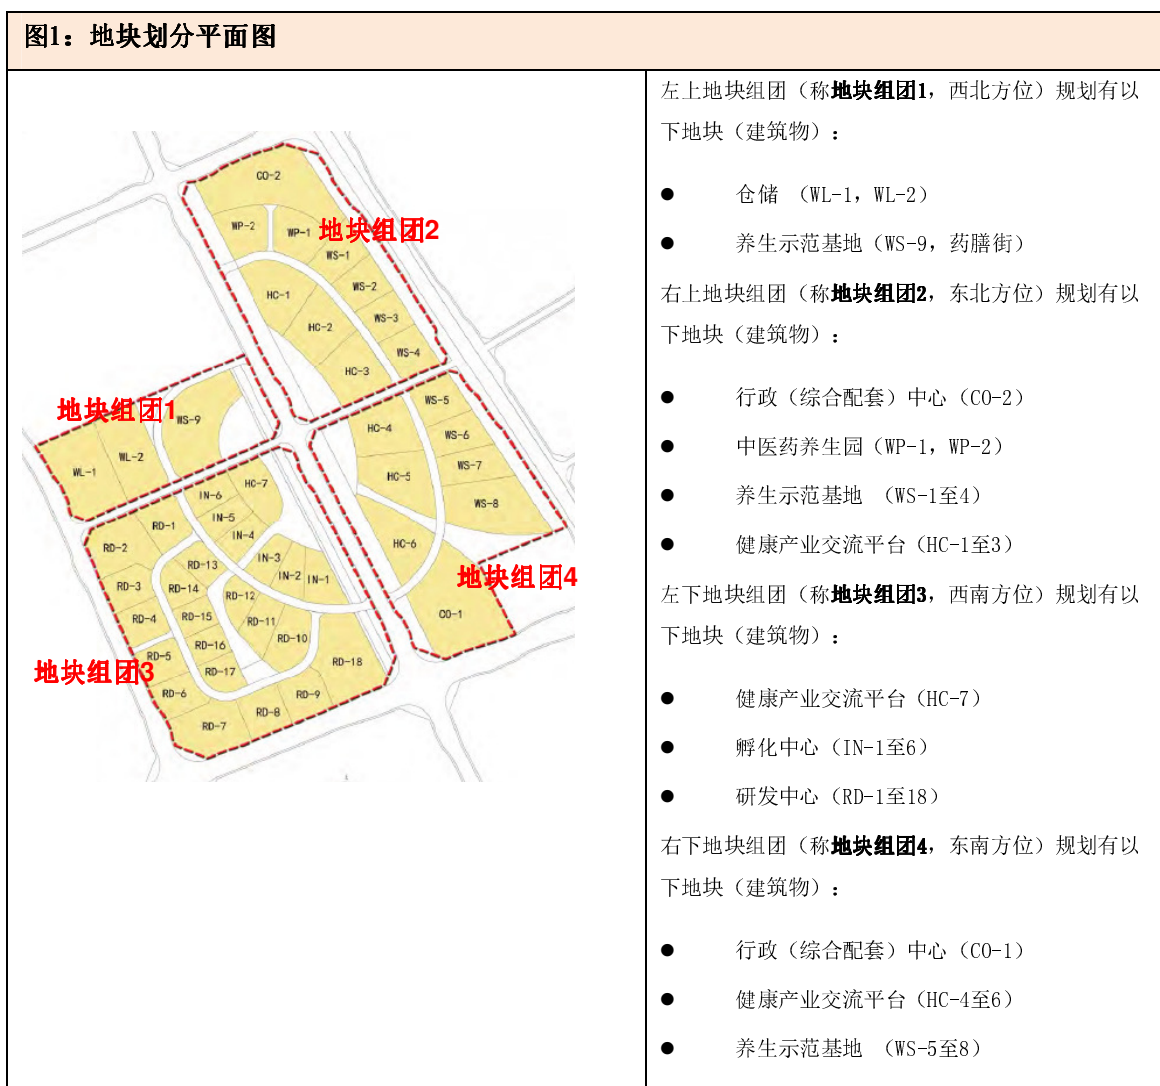 图1：地块划分平面图
CO-2
WP-2
WP-1
地块组团2
WS-1
HC-1
WS-2
HC-2
WS-3
WS-4
HC-3
地块组团1
WS-9
WL-1
WL-2
WS-5
HC-4
WS-6
WS-7
HC-5
WS-8
HC-6
地块组团4
CO-1
HC-7
IN-6
IN-5
IN-4
IN-3
IN-2
IN-1
RD-1
RD-2
RD-13
RD-3
RD-14
RD-12
RD-4
RD-15
RD-11
RD-5
RD-16
RD-10
地块组团3
RD-17
RD-18
RD-6
RD-9
RD-8
RD-7
左上地块组团（称地块组团1，西北方位）规划有以
下地块（建筑物）：
● 仓储 （WL-1，WL-2）
● 养生示范基地（WS-9，药膳街）
右上地块组团（称地块组团2，东北方位）规划有以
下地块（建筑物）：
● 行政（综合配套）中心（CO-2）
● 中医药养生园（WP-1，WP-2）
● 养生示范基地 （WS-1至4）
● 健康产业交流平台（HC-1至3）
左下地块组团（称地块组团3，西南方位）规划有以
下地块（建筑物）：
● 健康产业交流平台（HC-7）
● 孵化中心（IN-1至6）
● 研发中心（RD-1至18）
右下地块组团（称地块组团4，东南方位）规划有以
下地块（建筑物）：
● 行政（综合配套）中心（CO-1）
● 健康产业交流平台（HC-4至6）
● 养生示范基地 （WS-5至8）